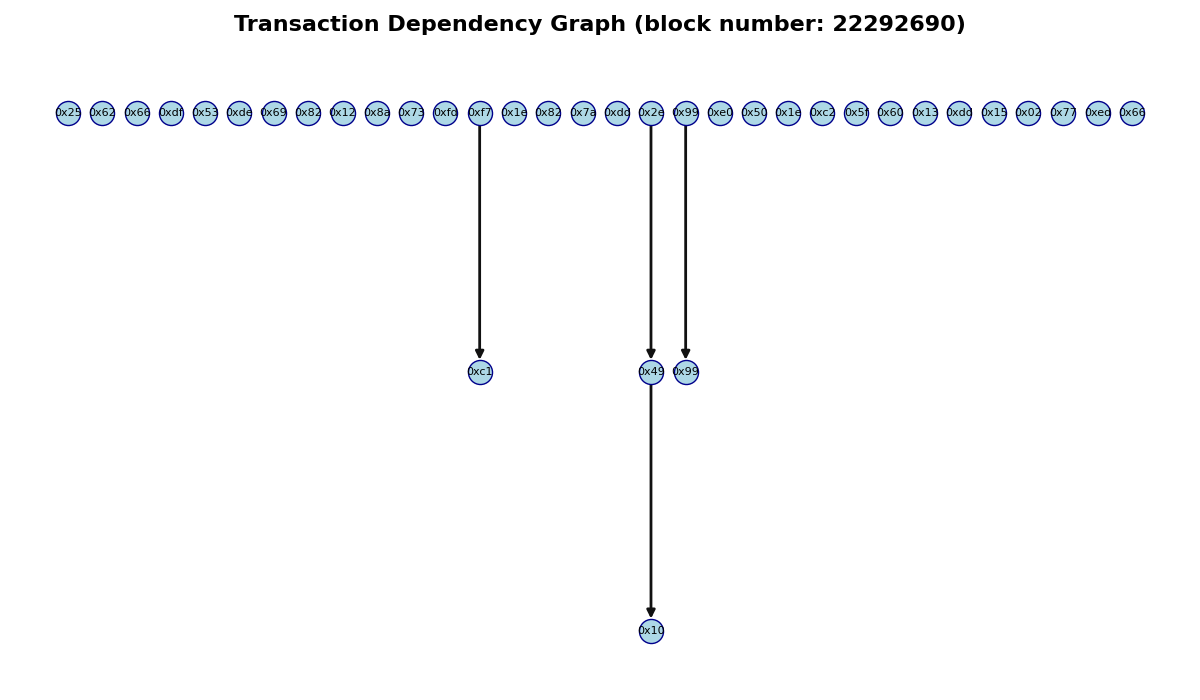 Transaction Dependency Graph (block number: 22292690)
0x25 0x62 0x66 0xdf 0x53 0xde 0x69 0x82 0x12 0x8a 0x73 0xfd 0xf7 0x1e 0x82 0x7a 0xdd 0x2e 0x99 0xe0 0x50 0x1e 0xc2 0x5f 0x60 0x13 0xdd 0x15 0x02 0x77 0xed 0x66
0xc1 0x49 0x99
0x10